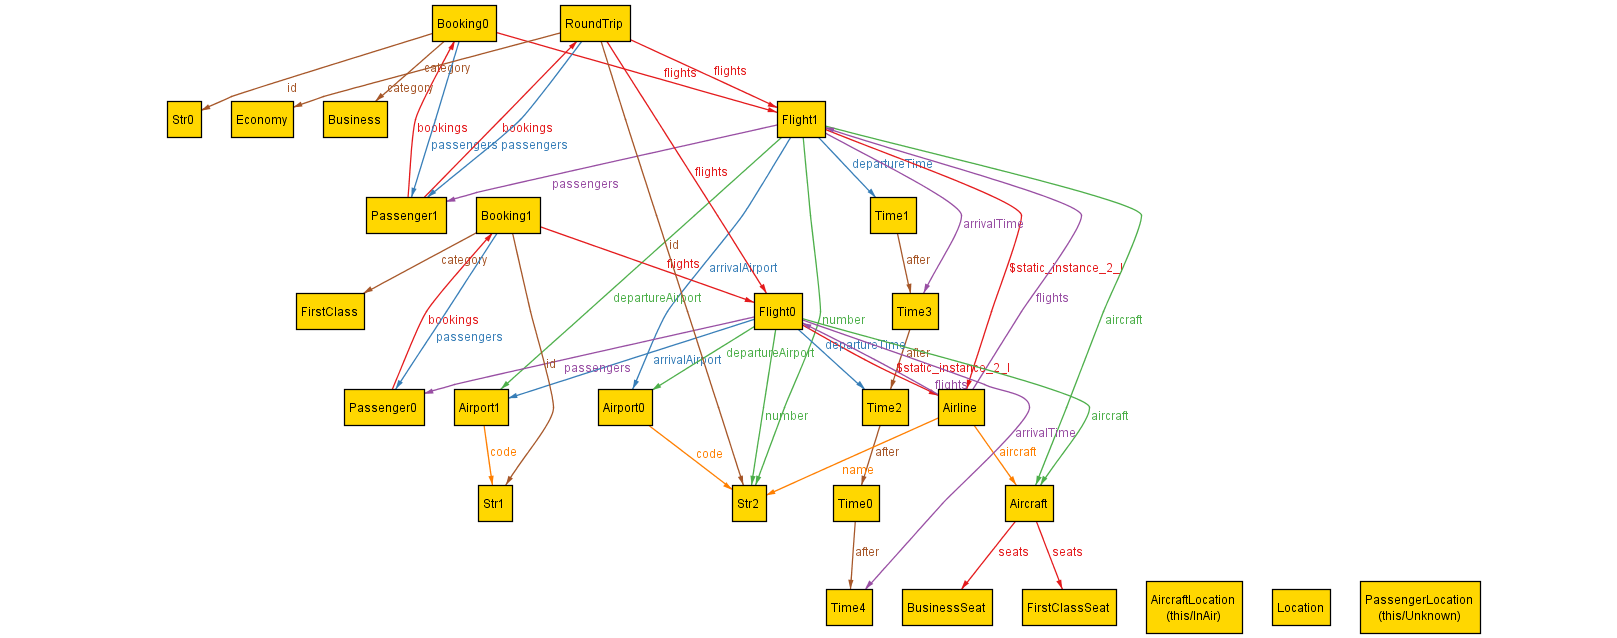 Booking0
RoundTrip
category
flights
flights
id
category
Str0
Economy
Business
Flight1
bookings
bookings
passengers
passengers
departureTime
flights
passengers
Passenger1
Booking1
Time1
arrivalTime
id
category
flights
arrivalAirport
after
$static_instance_2_l
departureAirport
flights
FirstClass
Flight0
Time3
bookings
number
aircraft
passengers
departureTime
after
departureAirport
arrivalAirport
id
passengers
$static_instance_2_l
flights
Passenger0
Airport1
Airport0
Time2
Airline
number
aircraft
arrivalTime
code
code
after
aircraft
name
Str1
Str2
Time0
Aircraft
after
seats
seats
Time4
BusinessSeat
FirstClassSeat
AircraftLocation
(this/InAir)
Location
PassengerLocation
(this/Unknown)